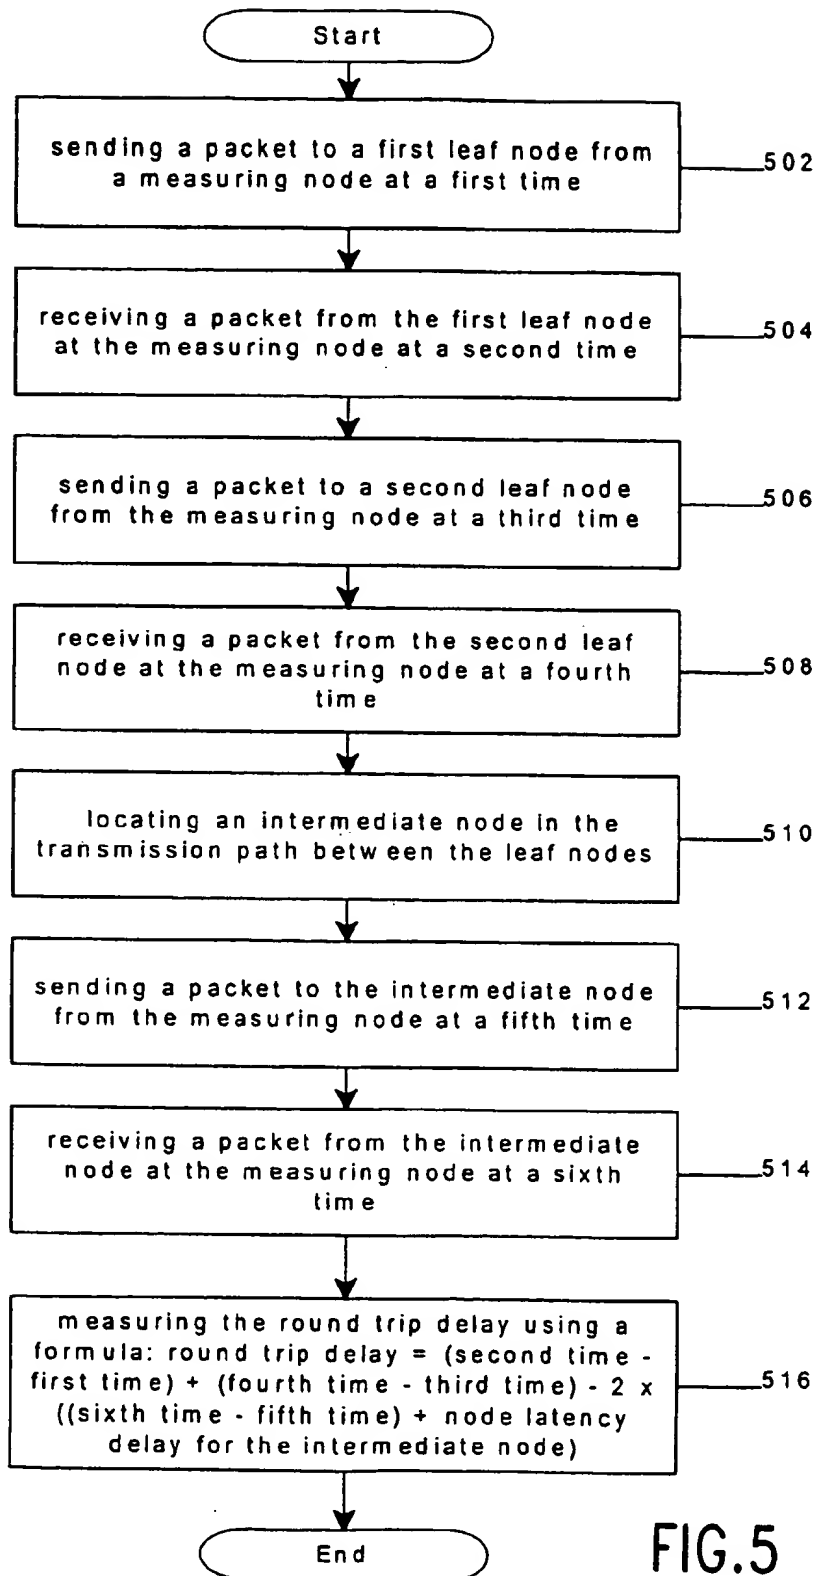 Start
sending a packet to a first leaf node from
a measuring node at a first time
502
receiving a packet from the first leaf node
at the measuring node at a second time
504
sending a packet to a second leaf node
from the measuring node at a third time
506
receiving a packet from the second leaf
node at the measuring node at a fourth
time
508
locating an intermediate node in the
transmission path between the leaf nodes
510
sending a packet to the intermediate node
from the measuring node at a fifth time
512
receiving a packet from the intermediate
node at the measuring node at a sixth
time
514
measuring the round trip delay using a
formula: round trip delay = (second time -
first time) + (fourth time - third time) - 2 x
((sixth time - fifth time) + node latency
delay for the intermediate node)
516
End
FIG.5